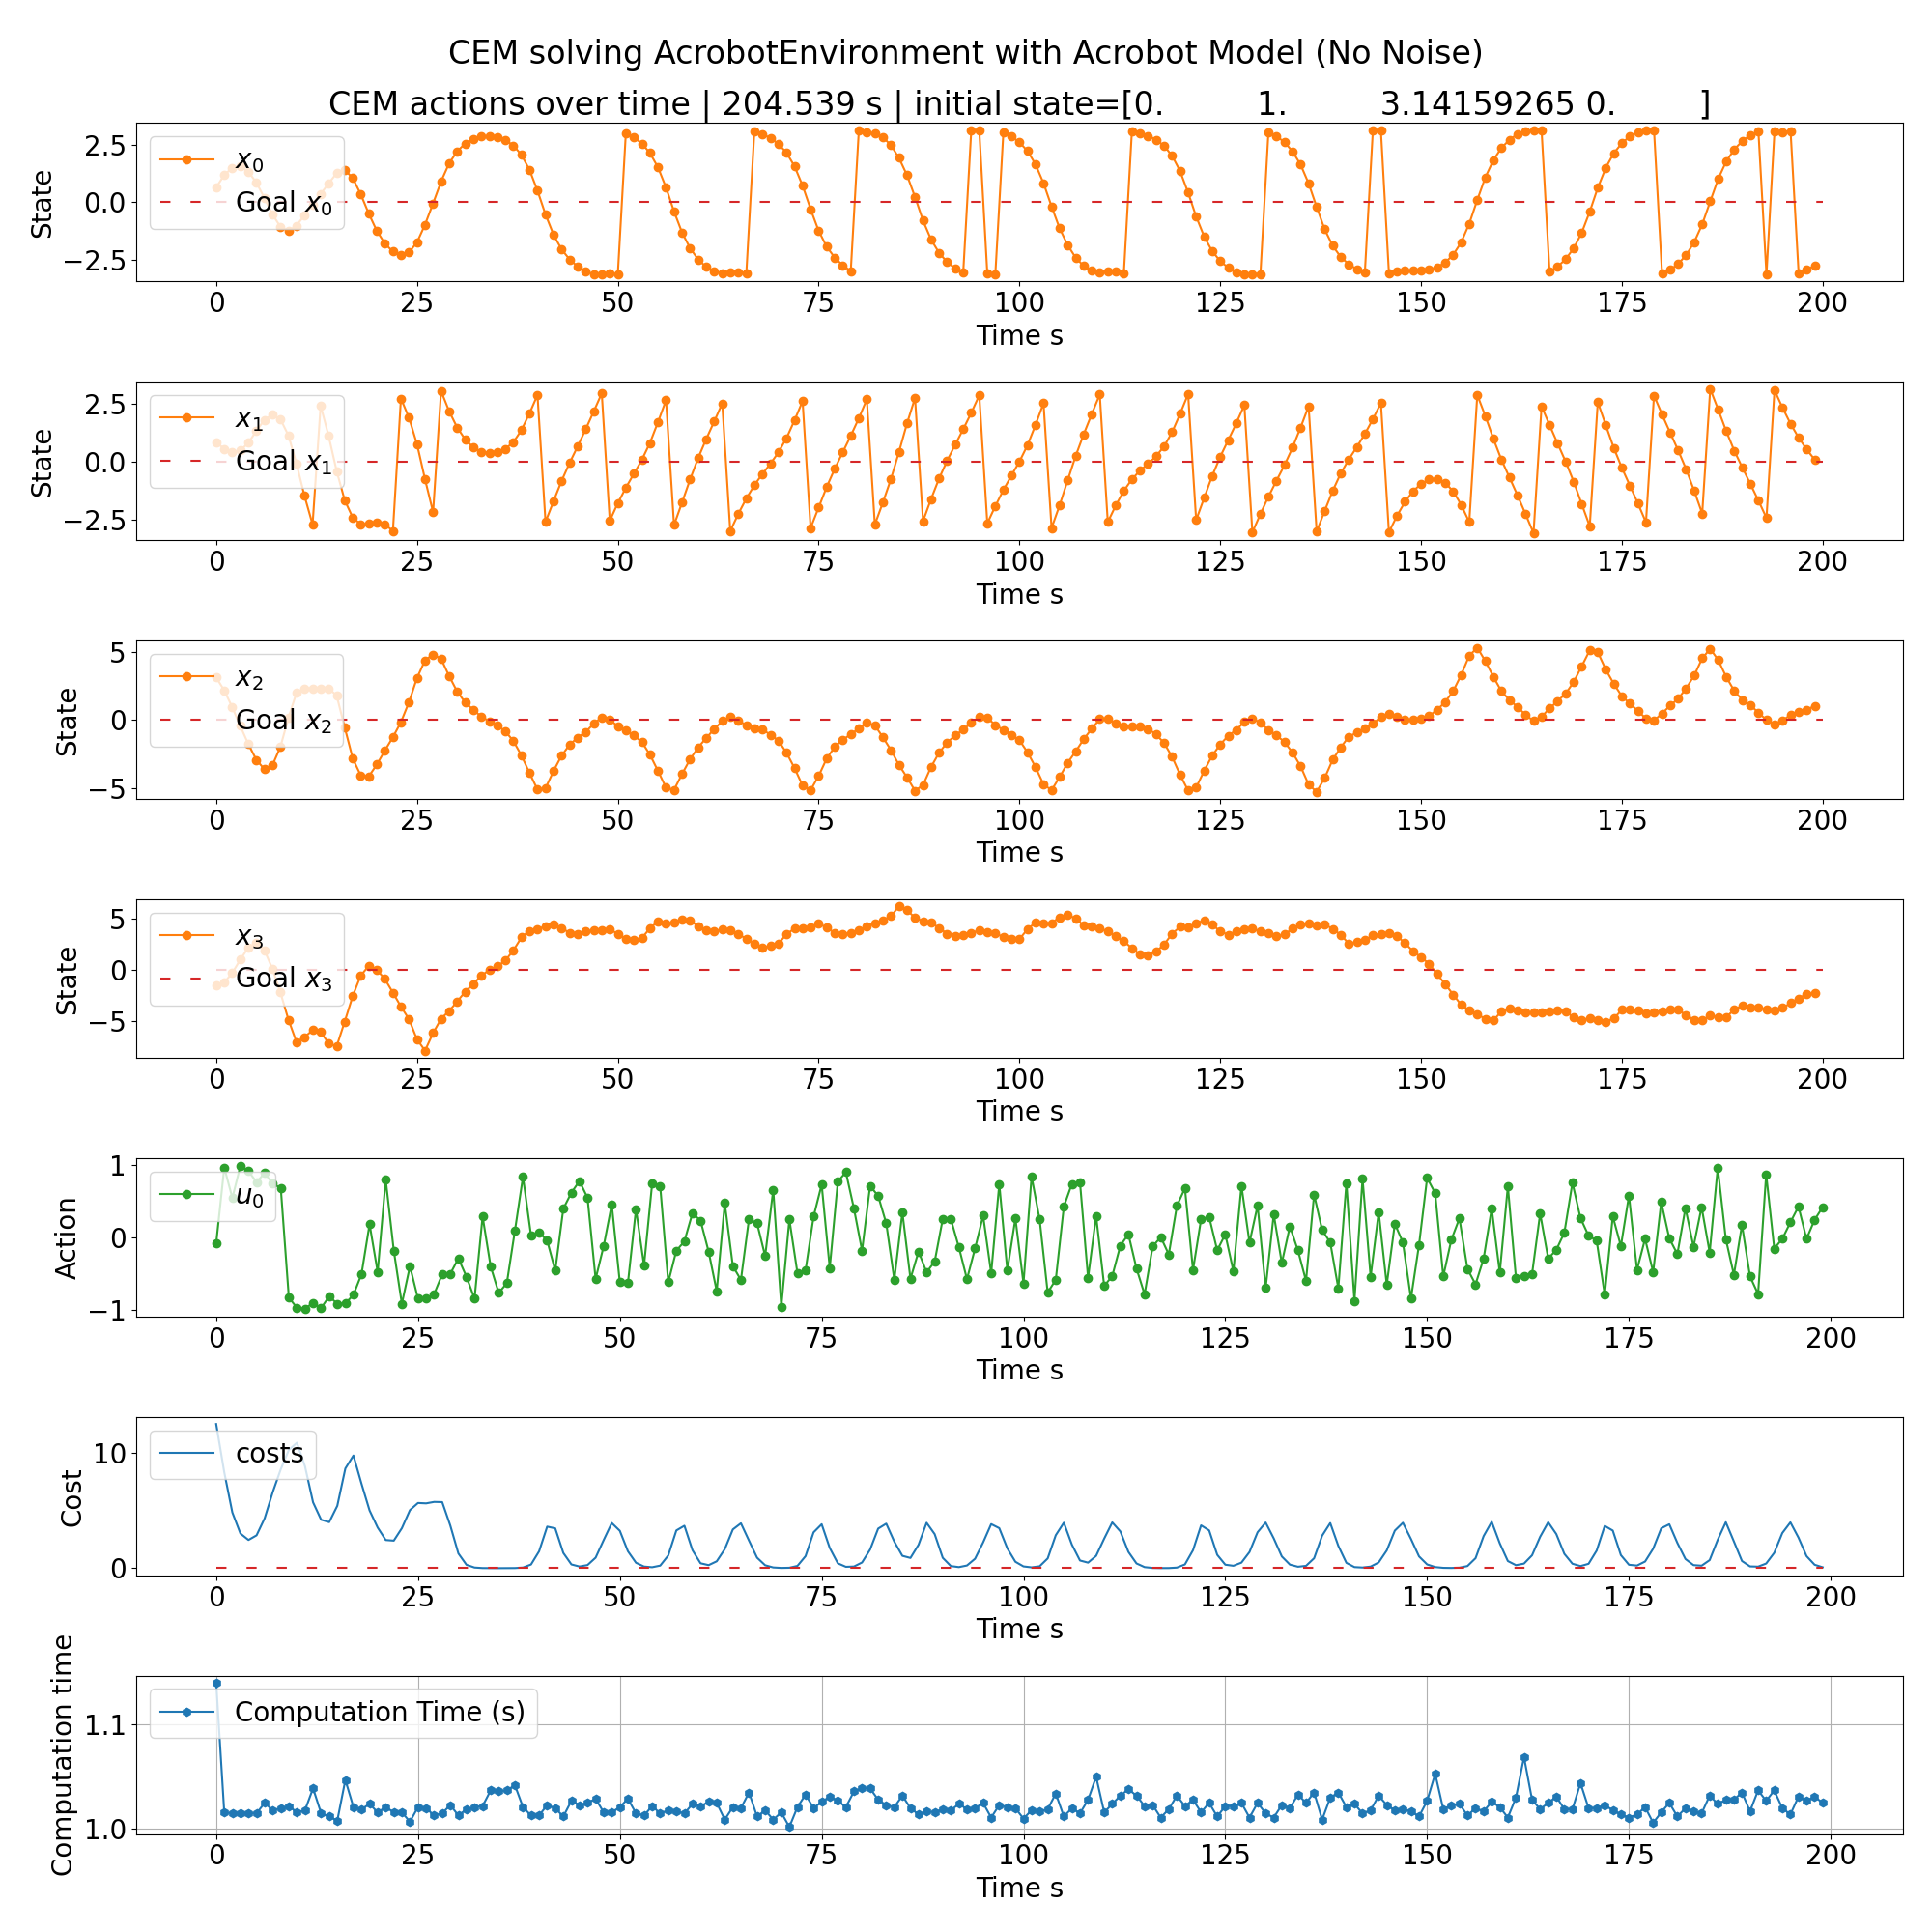 CEM solving AcrobotEnvironment with Acrobot Model (No Noise)
CEM actions over time | 204.539 s | initial state=[0. 1. 3.14159265 0. ]
State
2.5
0.0
−2.5
x0
Goal x0
0 25 50 75 100 125 150 175 200
Time s
State
2.5
0.0
−2.5
x1
Goal x1
0 25 50 75 100 125 150 175 200
Time s
State
5
0
−5
x2
Goal x2
0 25 50 75 100 125 150 175 200
Time s
State
5
0
−5
x3
Goal x3
0 25 50 75 100 125 150 175 200
Time s
Action
1
0
−1
u0
0 25 50 75 100 125 150 175 200
Time s
Cost
10
0
costs
0 25 50 75 100 125 150 175 200
Time s
Computation time
1.1
1.0
Computation Time (s)
0 25 50 75 100 125 150 175 200
Time s